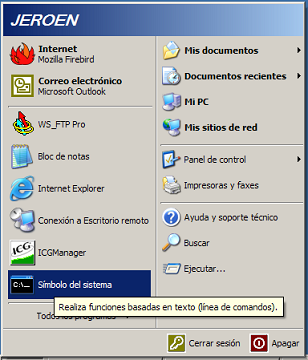 JEROEN
Internet
Mozilla Firebird
Correo electrónico
Microsoft Outlook
WS_FTP Pro
Bloc de notas
Internet Explorer
Conexión a Escritorio remoto
ICG
ICGManager
C:\
Símbolo del sistema
Realiza funciones basadas en texto (línea de comandos).
Todos los programas
Mis documentos
Documentos recientes
Mi PC
Mis sitios de red
Panel de control
Impresoras y faxes
Ayuda y soporte técnico
Buscar
Ejecutar...
Cerrar sesión
Apagar